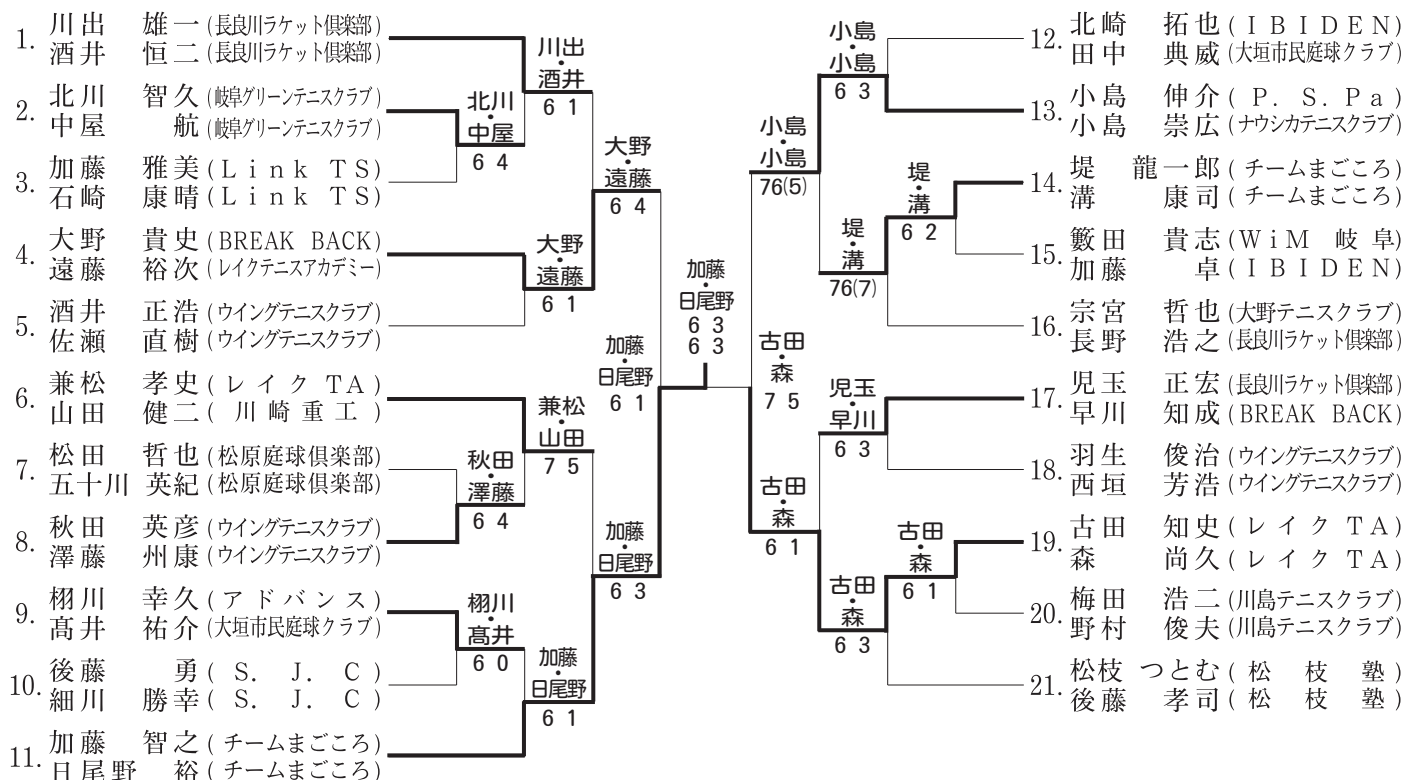 1. 川出 雄一 (長良川ラケット倶楽部)
酒井 恒二 (長良川ラケット倶楽部)
2. 北川 智久 (岐阜グリーンテニスクラブ)
中屋 航 (岐阜グリーンテニスクラブ)
3. 加藤 雅美 (Link TS)
石崎 康晴 (Link TS)
4. 大野 貴史 (BREAK BACK)
遠藤 裕次 (レイクテニスアカデミー)
5. 酒井 正浩 (ウイングテニスクラブ)
佐瀬 直樹 (ウイングテニスクラブ)
6. 兼松 孝史 (レイク TA)
山田 健二 (川崎重工)
7. 松田 哲也 (松原庭球倶楽部)
五十川 英紀 (松原庭球倶楽部)
8. 秋田 英彦 (ウイングテニスクラブ)
澤藤 州康 (ウイングテニスクラブ)
9. 栩川 幸久 (アドバンス)
髙井 祐介 (大垣市民庭球クラブ)
10. 後藤 勇 (S. J. C)
細川 勝幸 (S. J. C)
11. 加藤 智之 (チームまごころ)
日尾野 裕 (チームまごころ)
北川・中屋
6 4
秋田・澤藤
6 4
栩川・髙井
6 0
川出・酒井
6 1
大野・遠藤
6 1
兼松・山田
7 5
加藤・日尾野
6 1
大野・遠藤
6 4
加藤・日尾野
6 3
加藤・日尾野
6 1
加藤・日尾野
6 3
6 3
古田・森
7 5
小島・小島
76(5)
古田・森
6 1
小島・小島
6 3
堤・溝
76(7)
児玉・早川
6 3
古田・森
6 3
堤・溝
6 2
古田・森
6 1
12. 北崎 拓也 (IBIDEN)
田中 典威 (大垣市民庭球クラブ)
13. 小島 伸介 (P. S. Pa)
小島 崇広 (ナウシカテニスクラブ)
14. 堤 龍一郎 (チームまごころ)
溝 康司 (チームまごころ)
15. 籔田 貴志 (WiM 岐阜)
加藤 卓 (IBIDEN)
16. 宗宮 哲也 (大野テニスクラブ)
長野 浩之 (長良川ラケット倶楽部)
17. 児玉 正宏 (長良川ラケット倶楽部)
早川 知成 (BREAK BACK)
18. 羽生 俊治 (ウイングテニスクラブ)
西垣 芳浩 (ウイングテニスクラブ)
19. 古田 知史 (レイク TA)
森 尚久 (レイク TA)
20. 梅田 浩二 (川島テニスクラブ)
野村 俊夫 (川島テニスクラブ)
21. 松枝 つとむ (松枝塾)
後藤 孝司 (松枝塾)